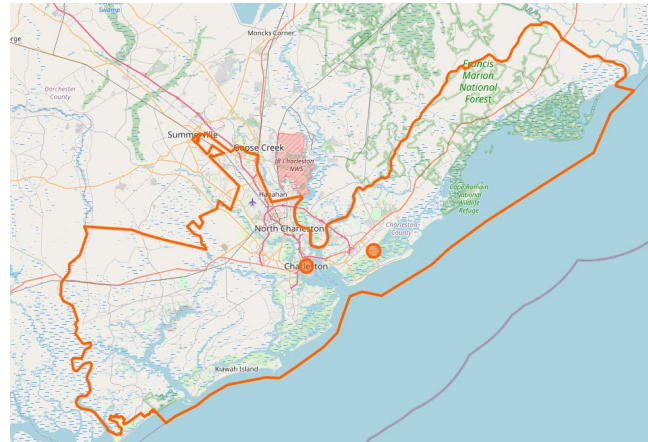 Swamp
Moncks Corner
Dorchester
County
Francis
Marion
National
Forest
Summerville
Goose Creek
JB Charleston
NWS
Hanahan
Cape Romain
National
Wildlife
Refuge
Charleston
County
North Charleston
Charleston
Kiawah Island